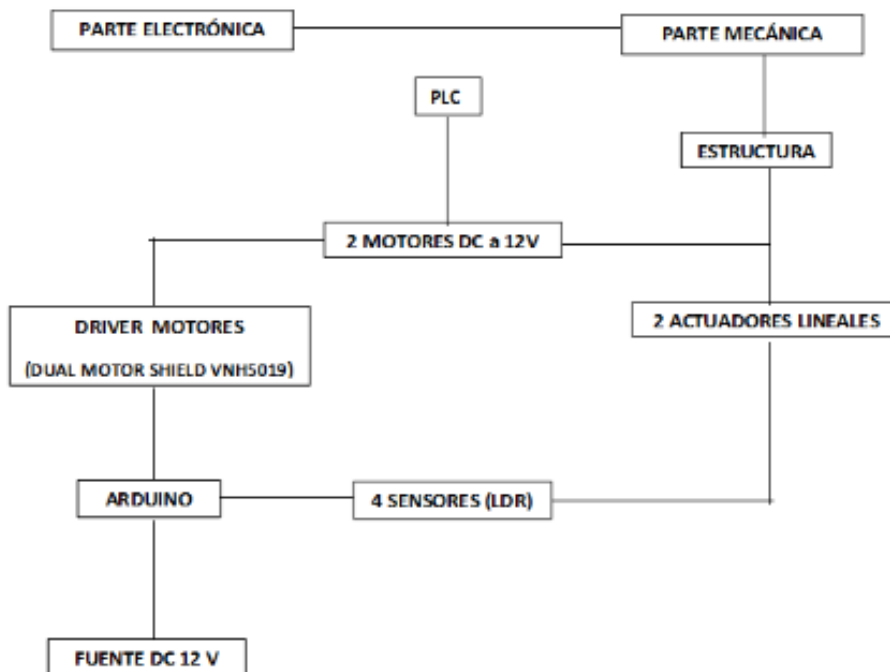 PARTE ELECTRÓNICA
PARTE MECÁNICA
PLC
ESTRUCTURA
2 MOTORES DC a 12V
DRIVER MOTORES
(DUAL MOTOR SHIELD VNH5019)
2 ACTUADORES LINEALES
ARDUINO
4 SENSORES (LDR)
FUENTE DC 12 V